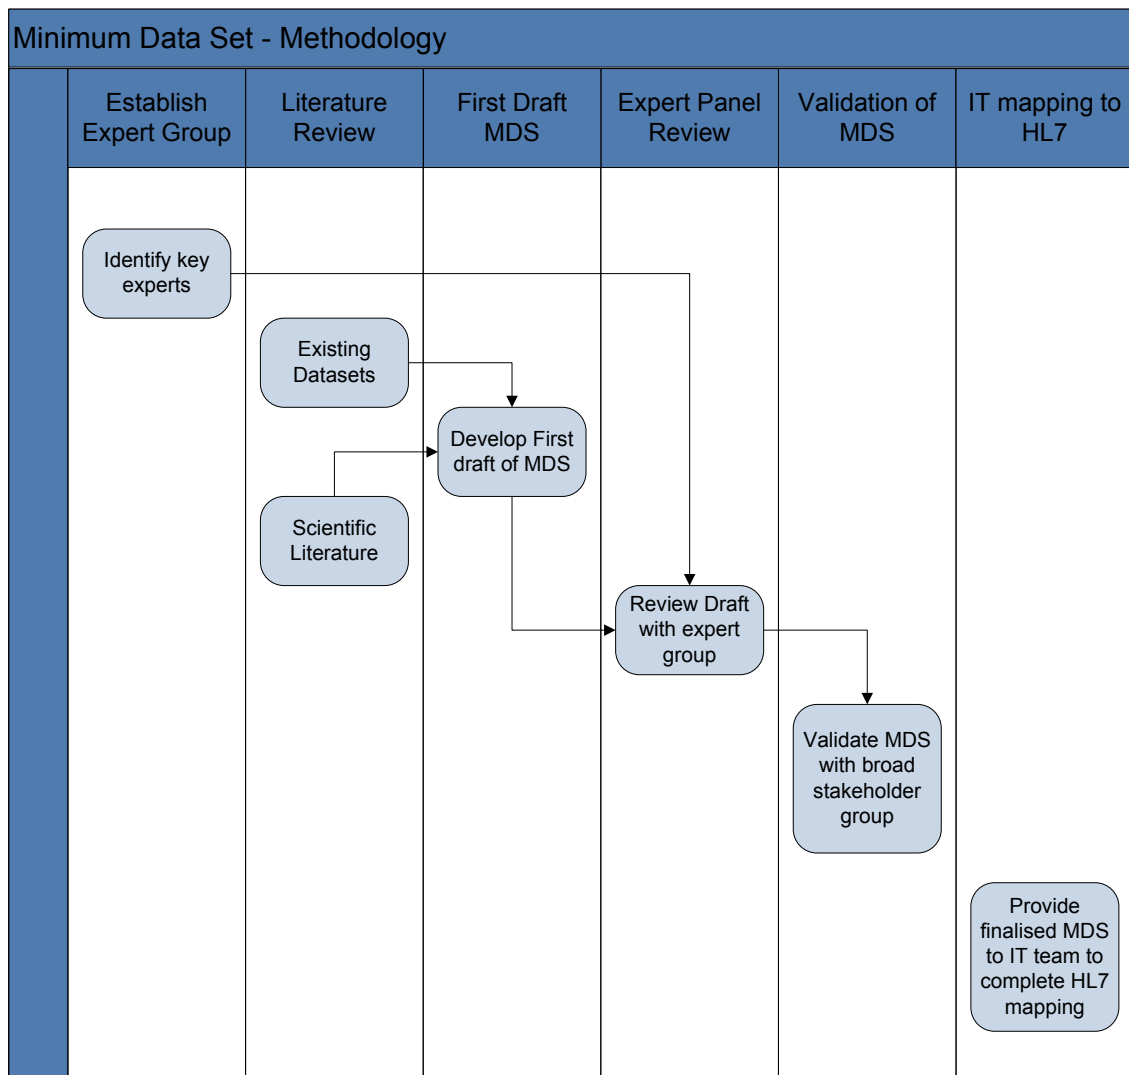 Minimum Data Set - Methodology
Establish
Expert Group
Literature
Review
First Draft
MDS
Expert Panel
Review
Validation of
MDS
IT mapping to
HL7
Identify key
experts
Existing
Datasets
Develop First
draft of MDS
Scientific
Literature
Review Draft
with expert
group
Validate MDS
with broad
stakeholder
group
Provide
finalised MDS
to IT team to
complete HL7
mapping